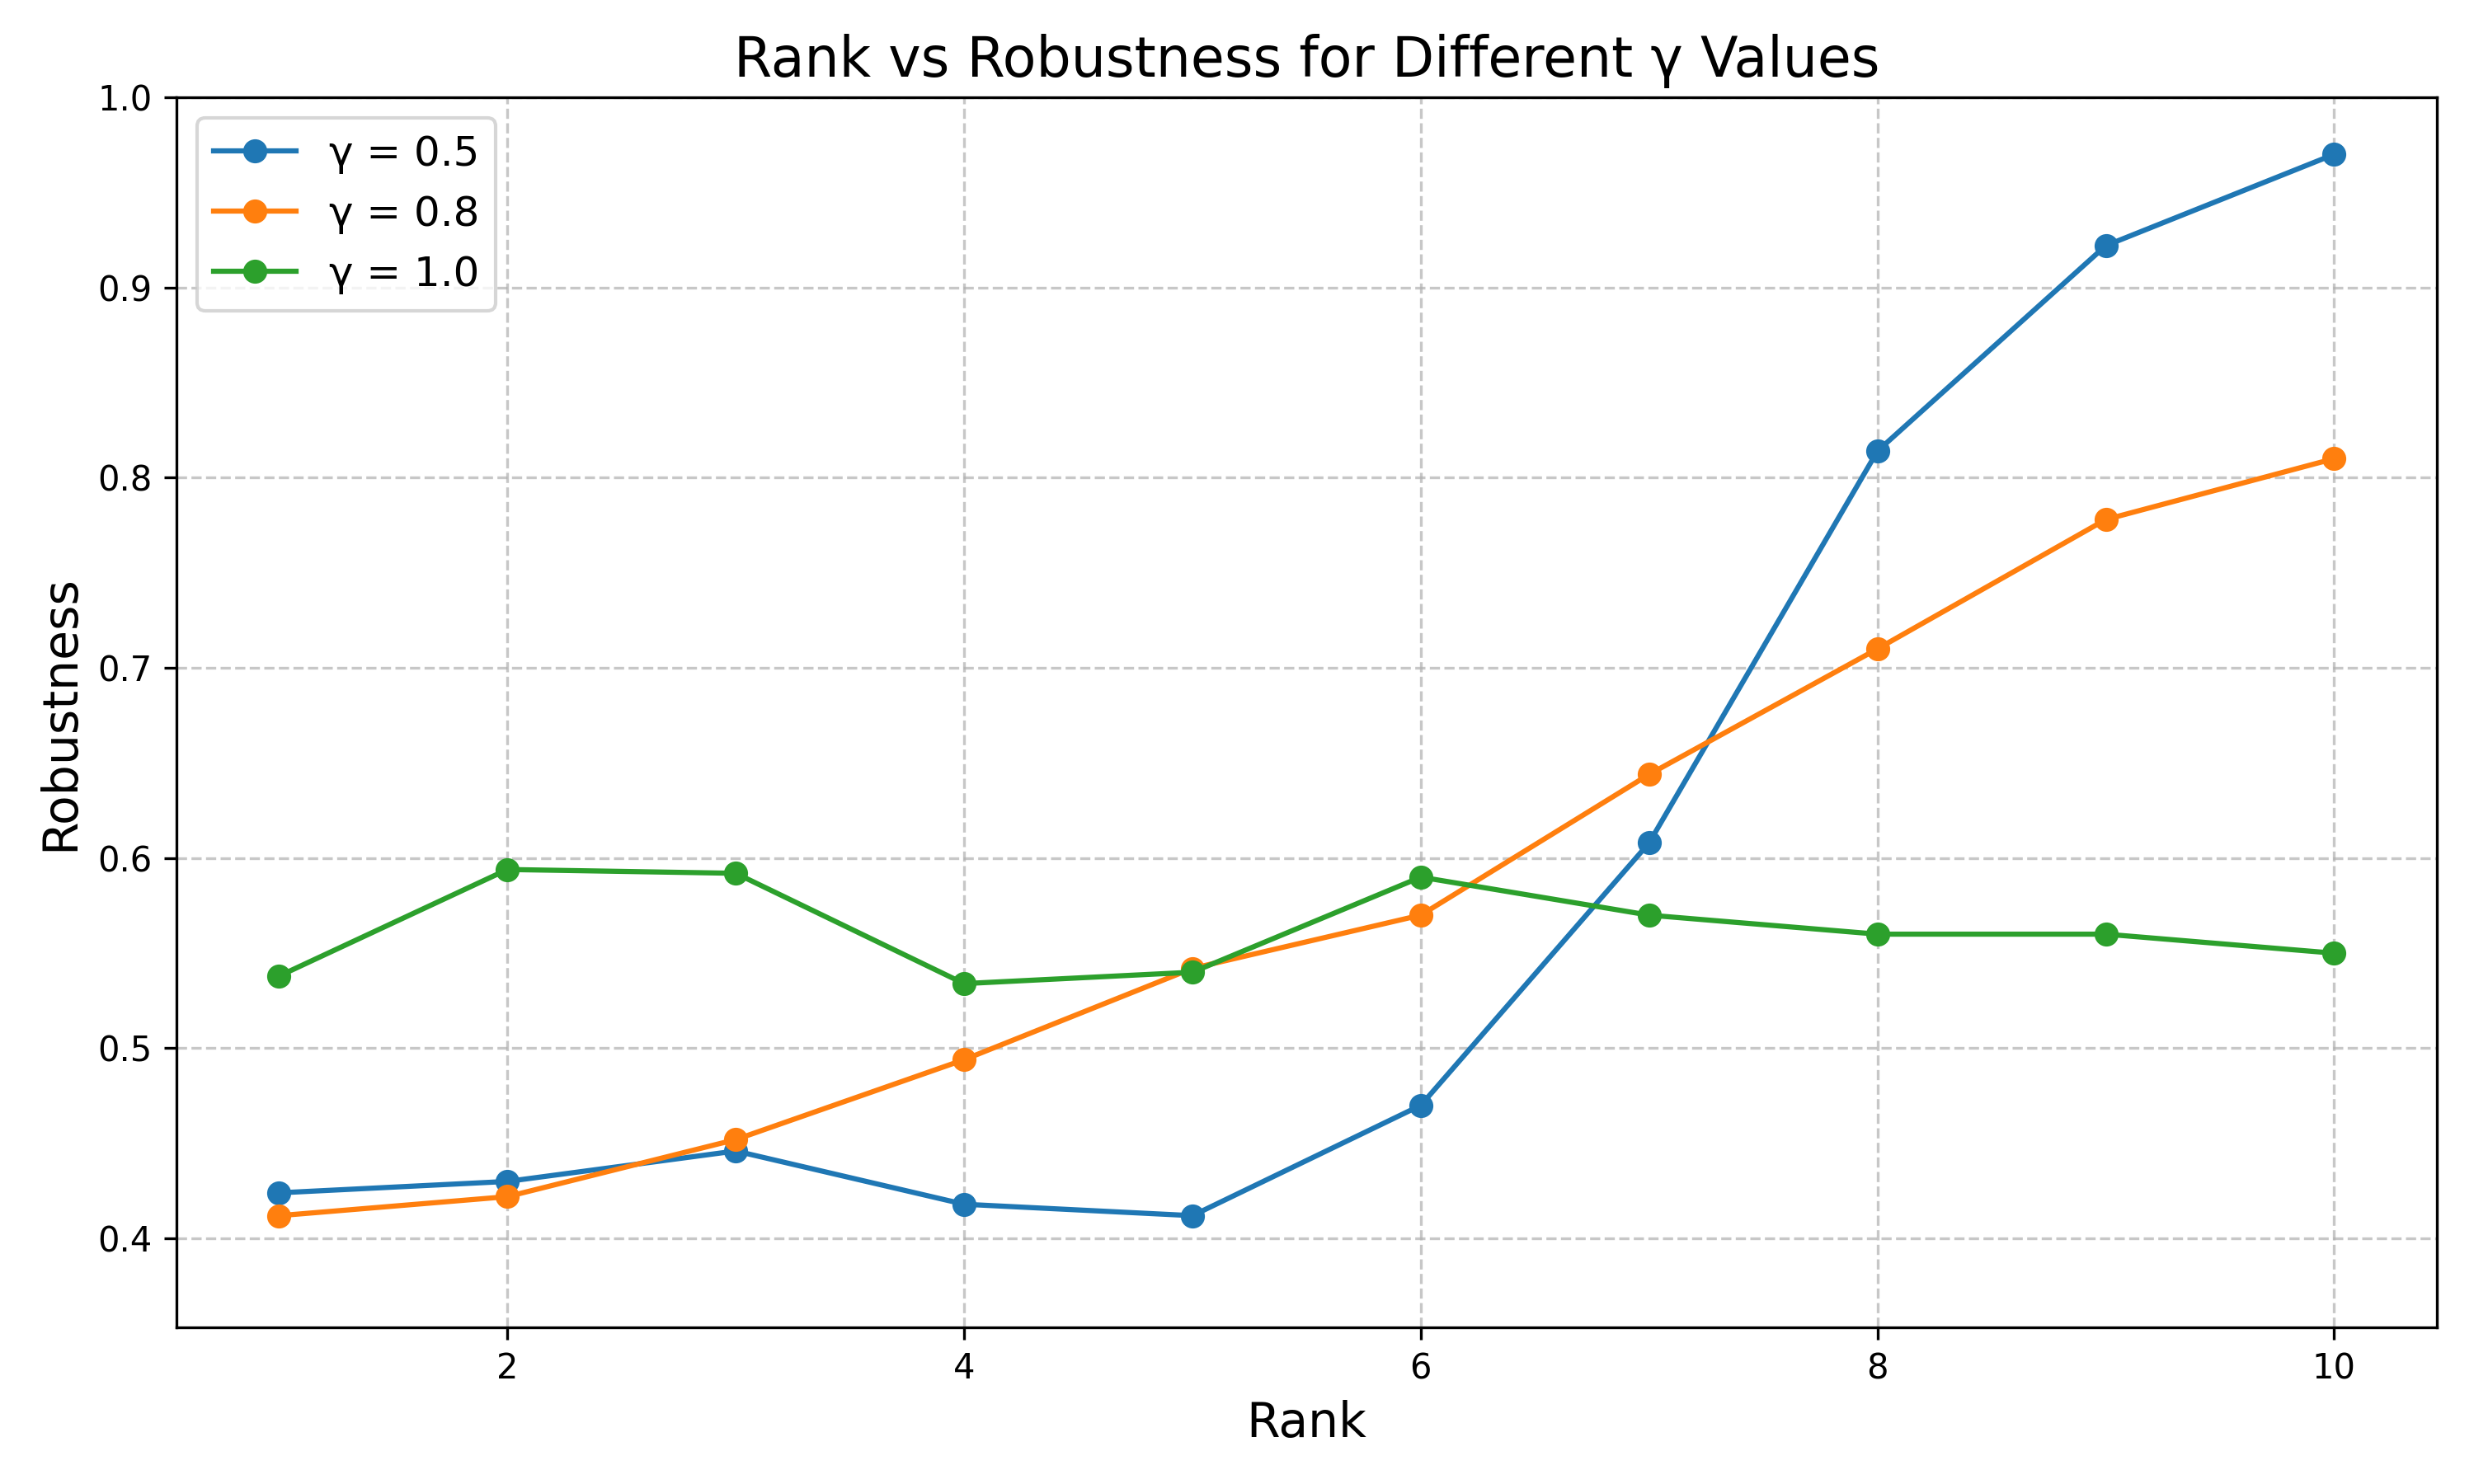 Rank vs Robustness for Different γ Values
γ = 0.5
γ = 0.8
γ = 1.0
1.0
0.9
0.8
0.7
0.6
0.5
0.4
Robustness
2
4
6
8
10
Rank